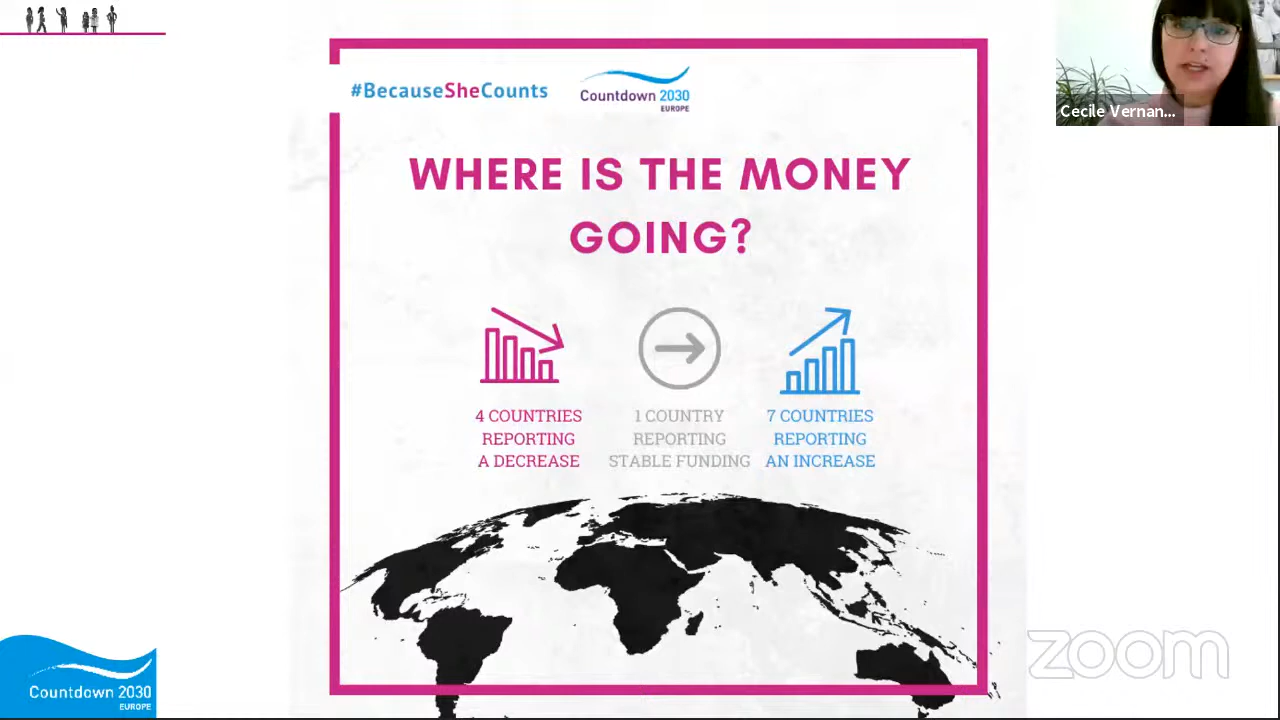 #BecauseSheCounts
Countdown 2030
EUROPE
Cecile Vernan...
WHERE IS THE MONEY
GOING?
4 COUNTRIES
REPORTING
A DECREASE
1 COUNTRY
REPORTING
STABLE FUNDING
7 COUNTRIES
REPORTING
AN INCREASE
zoom
Countdown 2030
EUROPE